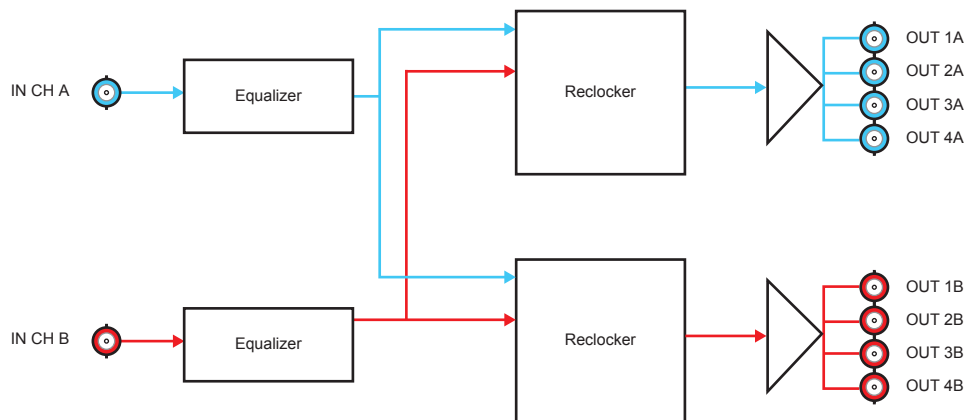 IN CH A
Equalizer
Reclocker
OUT 1A
OUT 2A
OUT 3A
OUT 4A
IN CH B
Equalizer
Reclocker
OUT 1B
OUT 2B
OUT 3B
OUT 4B